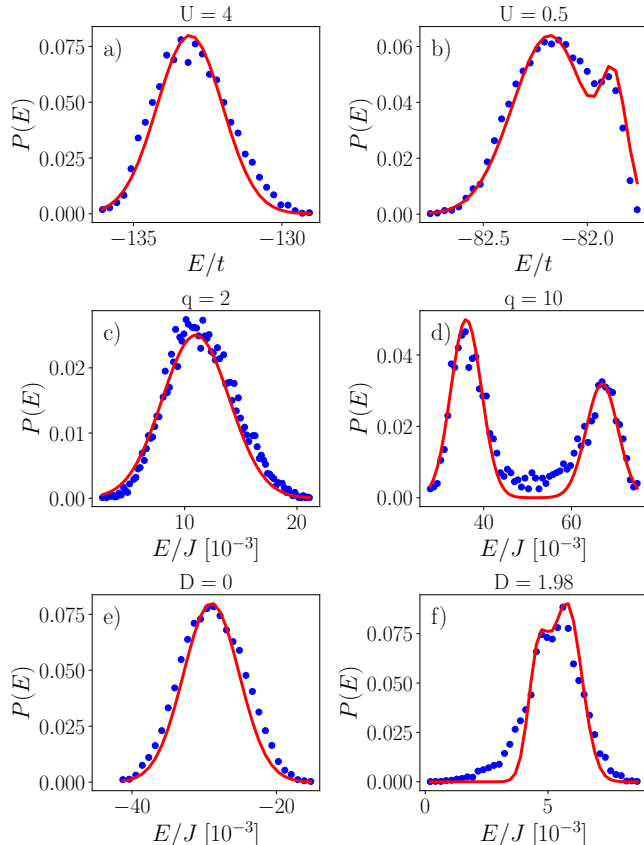 U = 4
a)
0.075
0.050
0.025
0.000
P(E)
−135
−130
E/t
U = 0.5
b)
0.06
0.04
0.02
0.00
P(E)
−82.5
−82.0
E/t
q = 2
c)
0.02
0.01
0.00
P(E)
10
20
E/J [10⁻³]
q = 10
d)
0.04
0.02
0.00
P(E)
40
60
E/J [10⁻³]
D = 0
e)
0.075
0.050
0.025
0.000
P(E)
−40
−20
E/J [10⁻³]
D = 1.98
f)
0.075
0.050
0.025
0.000
P(E)
0
5
E/J [10⁻³]